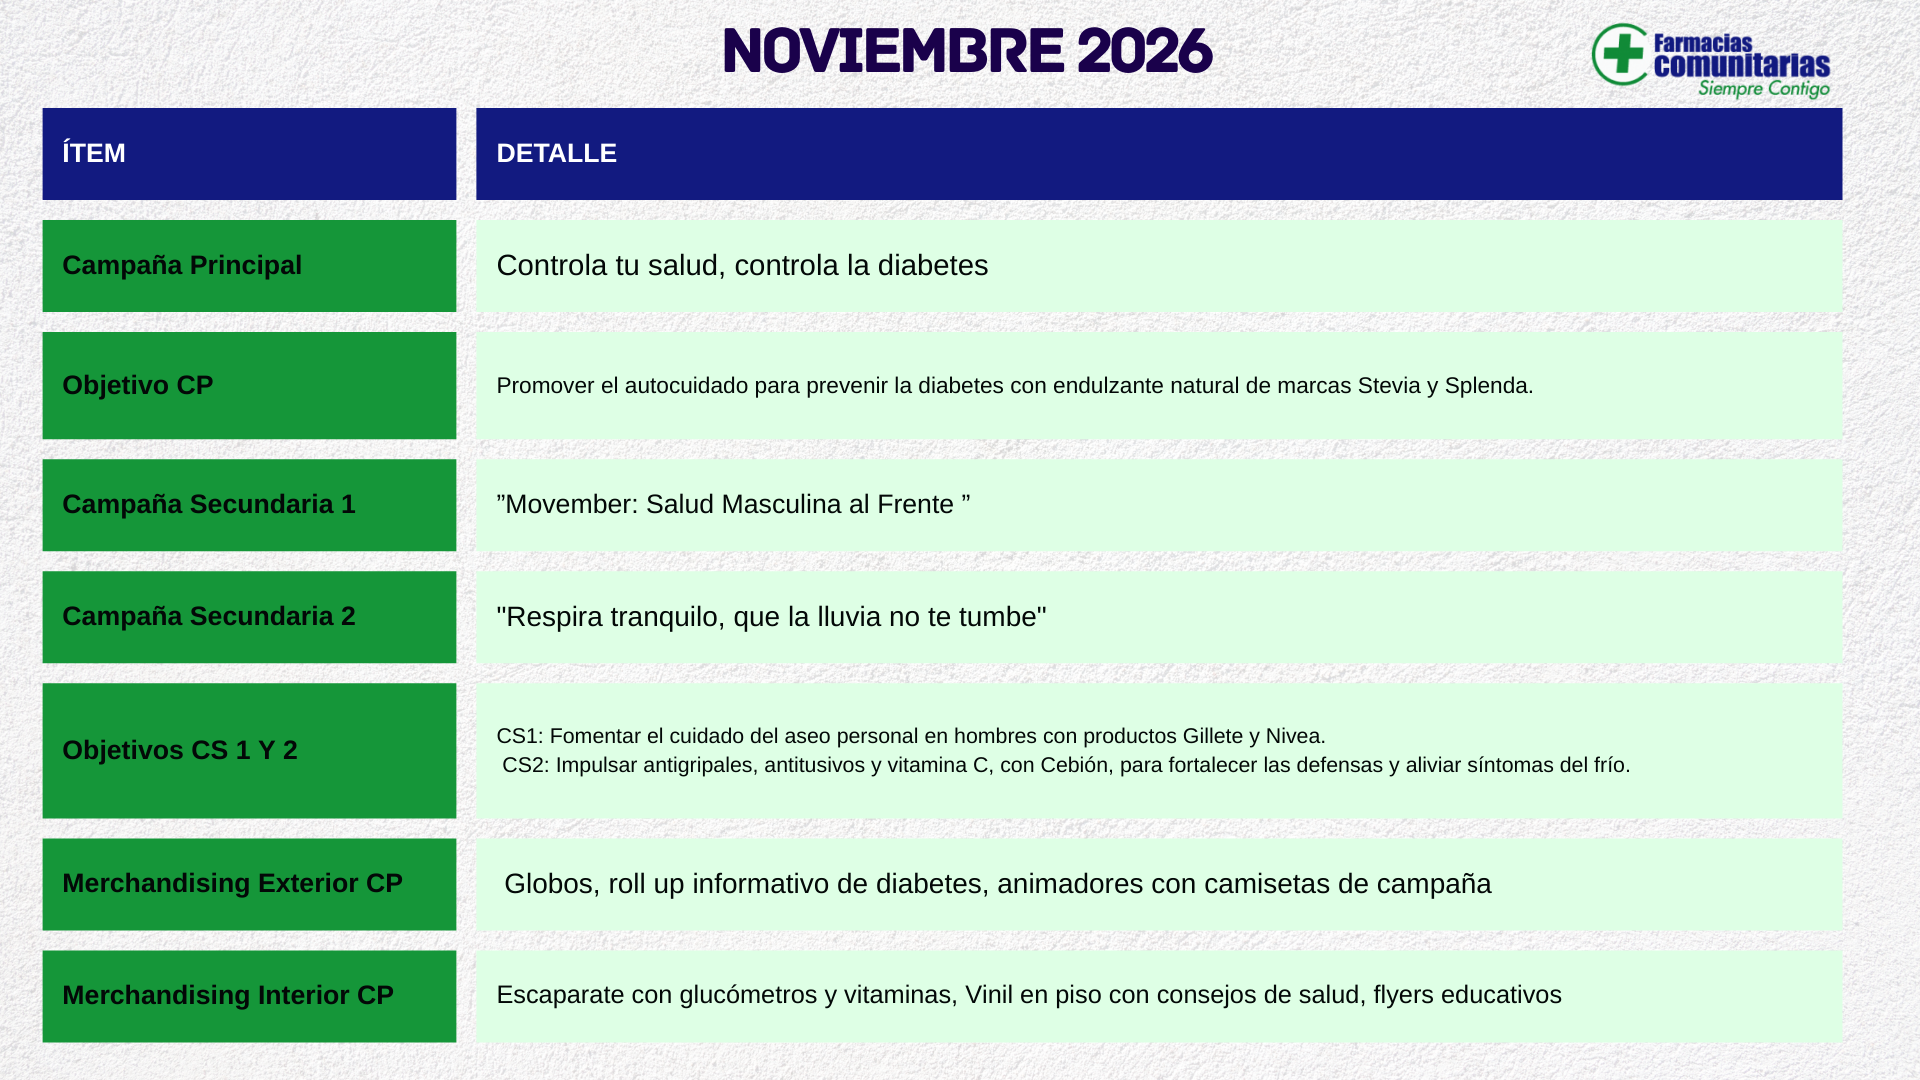 NOVIEMBRE 2026
Farmacias
comunitarias
Siempre Contigo
ÍTEM
DETALLE
Campaña Principal
Controla tu salud, controla la diabetes
Objetivo CP
Promover el autocuidado para prevenir la diabetes con endulzante natural de marcas Stevia y Splenda.
Campaña Secundaria 1
”Movember: Salud Masculina al Frente ”
Campaña Secundaria 2
"Respira tranquilo, que la lluvia no te tumbe"
Objetivos CS 1 Y 2
CS1: Fomentar el cuidado del aseo personal en hombres con productos Gillete y Nivea.
CS2: Impulsar antigripales, antitusivos y vitamina C, con Cebión, para fortalecer las defensas y aliviar síntomas del frío.
Merchandising Exterior CP
Globos, roll up informativo de diabetes, animadores con camisetas de campaña
Merchandising Interior CP
Escaparate con glucómetros y vitaminas, Vinil en piso con consejos de salud, flyers educativos